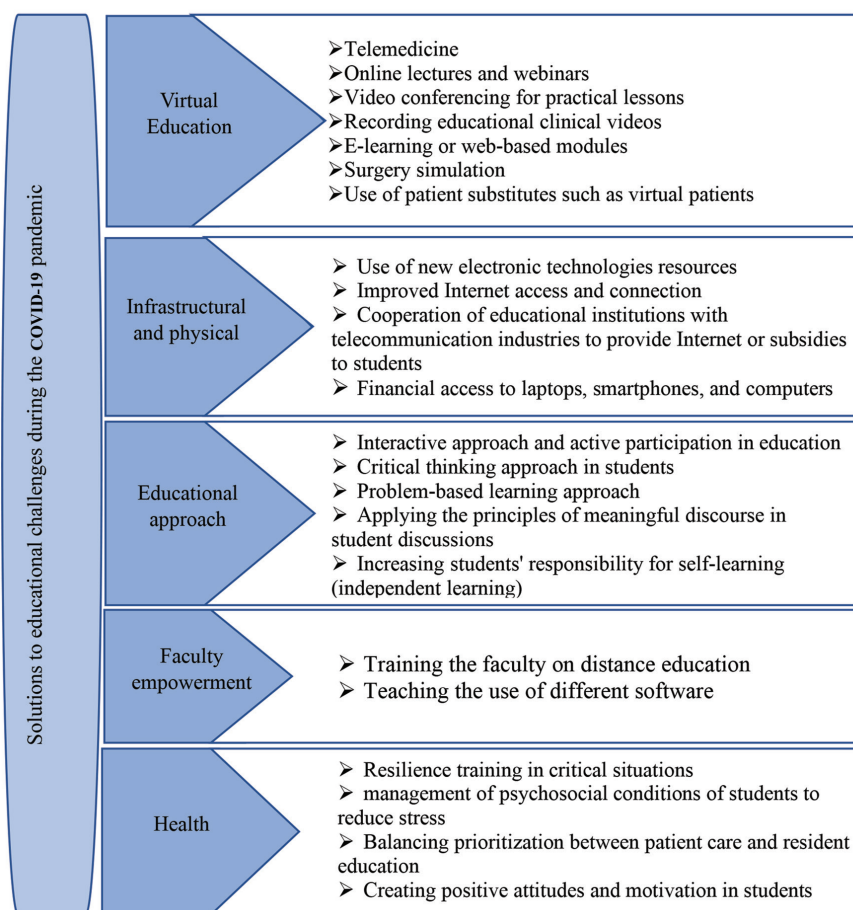 Solutions to educational challenges during the COVID-19 pandemic
Virtual
Education
➢Telemedicine
➢Online lectures and webinars
➢Video conferencing for practical lessons
➢Recording educational clinical videos
➢E-learning or web-based modules
➢Surgery simulation
➢Use of patient substitutes such as virtual patients
Infrastructural
and physical
➢ Use of new electronic technologies resources
➢ Improved Internet access and connection
➢ Cooperation of educational institutions with
telecommunication industries to provide Internet or subsidies
to students
➢ Financial access to laptops, smartphones, and computers
Educational
approach
➢ Interactive approach and active participation in education
➢ Critical thinking approach in students
➢ Problem-based learning approach
➢ Applying the principles of meaningful discourse in
student discussions
➢ Increasing students' responsibility for self-learning
(independent learning)
Faculty
empowerment
➢ Training the faculty on distance education
➢ Teaching the use of different software
Health
➢ Resilience training in critical situations
➢ management of psychosocial conditions of students to
reduce stress
➢ Balancing prioritization between patient care and resident
education
➢ Creating positive attitudes and motivation in students